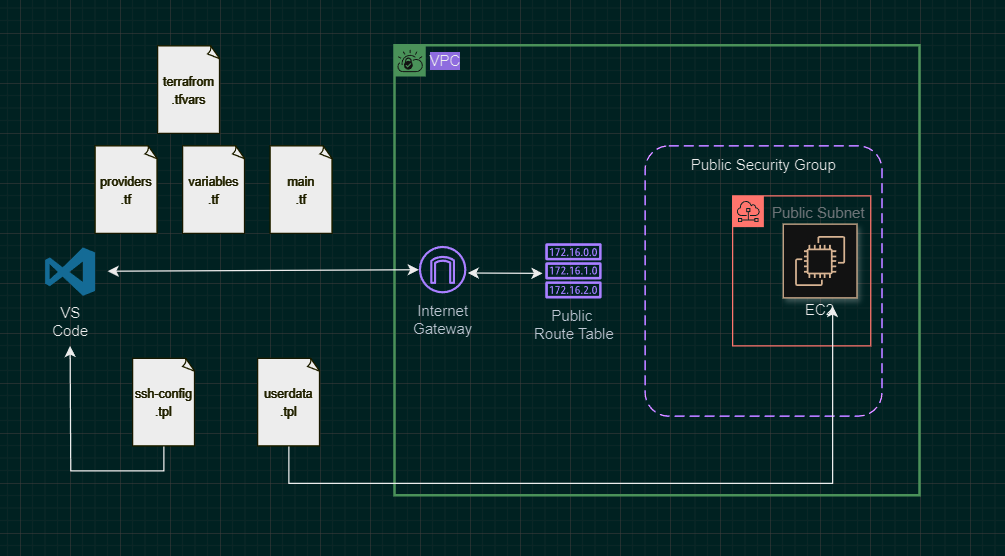 terrafrom
.tfvars
VPC
providers
.tf
variables
.tf
main
.tf
Public Security Group
Public Subnet
172.16.0.0
172.16.1.0
172.16.2.0
EC2
VS
Code
Internet
Gateway
Public
Route Table
ssh-config
.tpl
userdata
.tpl